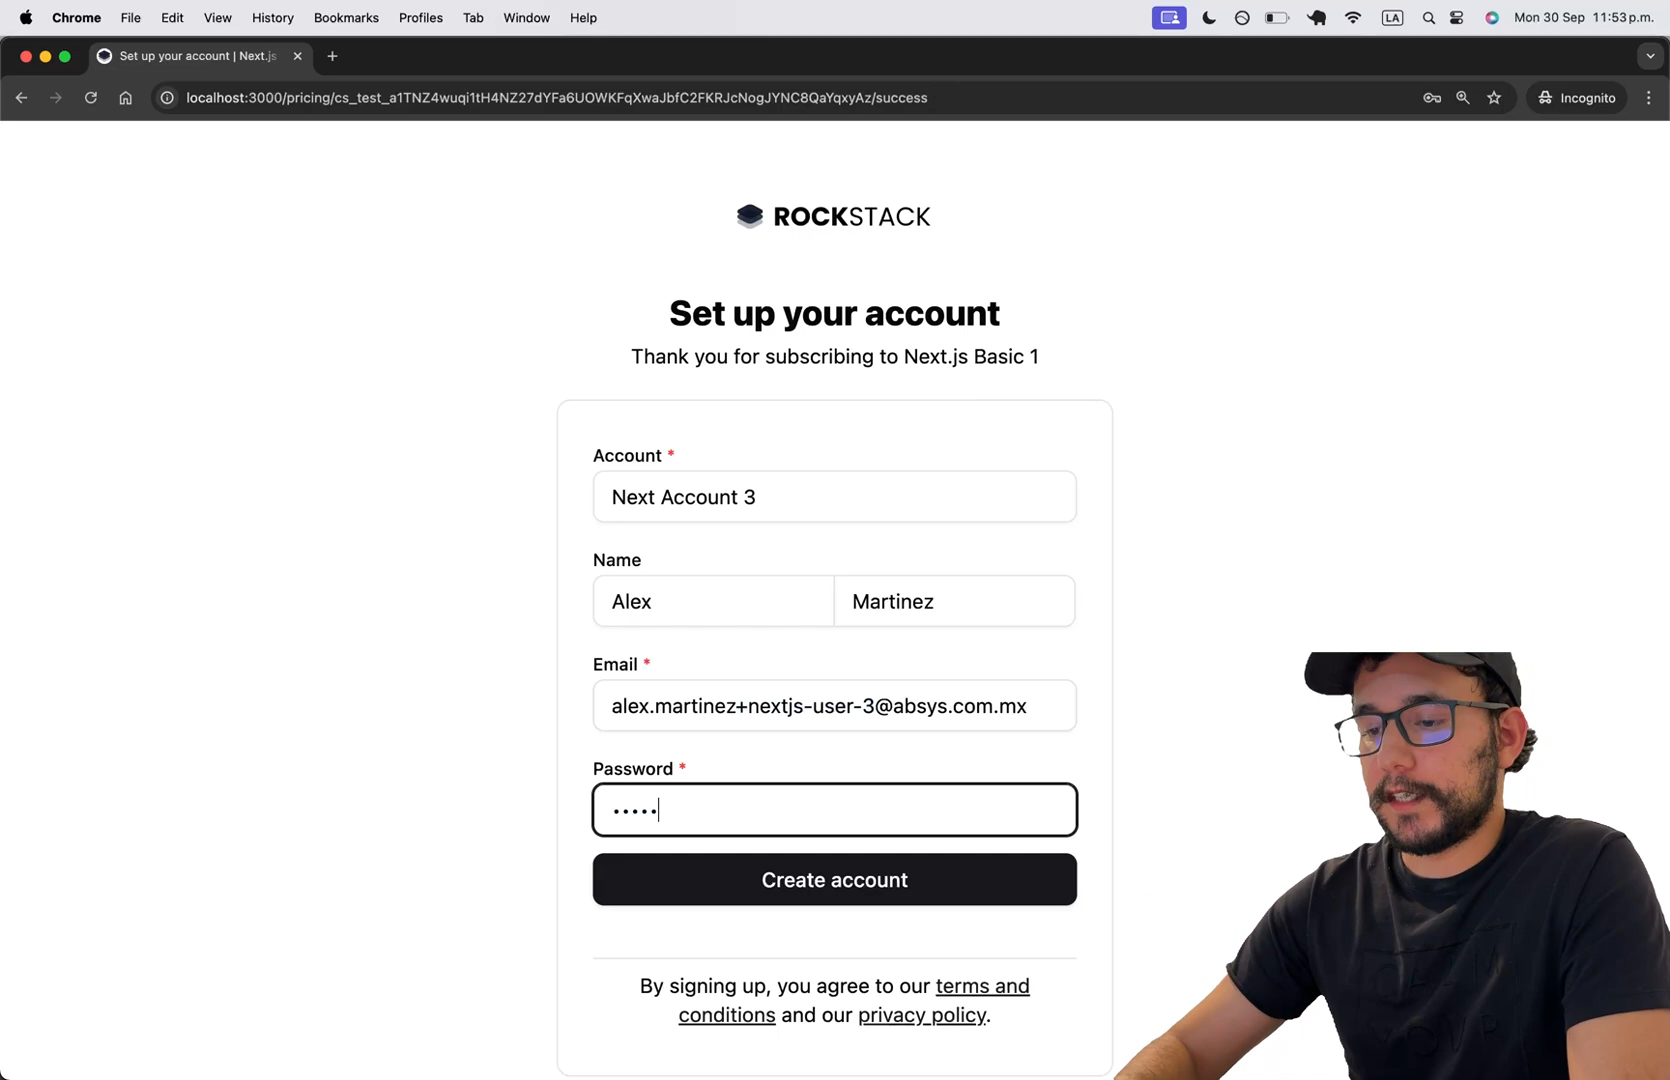 Chrome File Edit View History Bookmarks Profiles Tab Window Help LA Mon 30 Sep 11:53 p.m.
Set up your account | Next.js
localhost:3000/pricing/cs_test_a1TNZ4wuqi1tH4NZ27dYFa6UOWKFqXwaJbfC2FKRJcNogJYNC8QaYqxyAz/success Incognito
ROCKSTACK
Set up your account
Thank you for subscribing to Next.js Basic 1
Account *
Next Account 3
Name
Alex Martinez
Email *
alex.martinez+nextjs-user-3@absys.com.mx
Password *
•••••
Create account
By signing up, you agree to our terms and
conditions and our privacy policy.